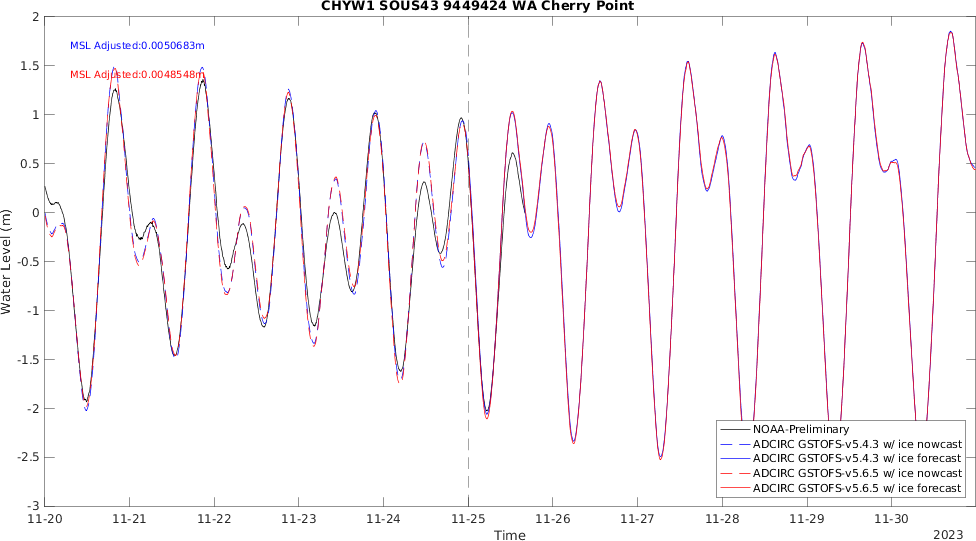 CHYW1 SOUS43 9449424 WA Cherry Point
MSL Adjusted:0.0050683m
MSL Adjusted:0.0048548m
Water Level (m)
2
1.5
1
0.5
0
-0.5
-1
-1.5
-2
-2.5
-3
NOAA-Preliminary
ADCIRC GSTOFS-v5.4.3 w/ ice nowcast
ADCIRC GSTOFS-v5.4.3 w/ ice forecast
ADCIRC GSTOFS-v5.6.5 w/ ice nowcast
ADCIRC GSTOFS-v5.6.5 w/ ice forecast
11-20 11-21 11-22 11-23 11-24 11-25 11-26 11-27 11-28 11-29 11-30
Time
2023